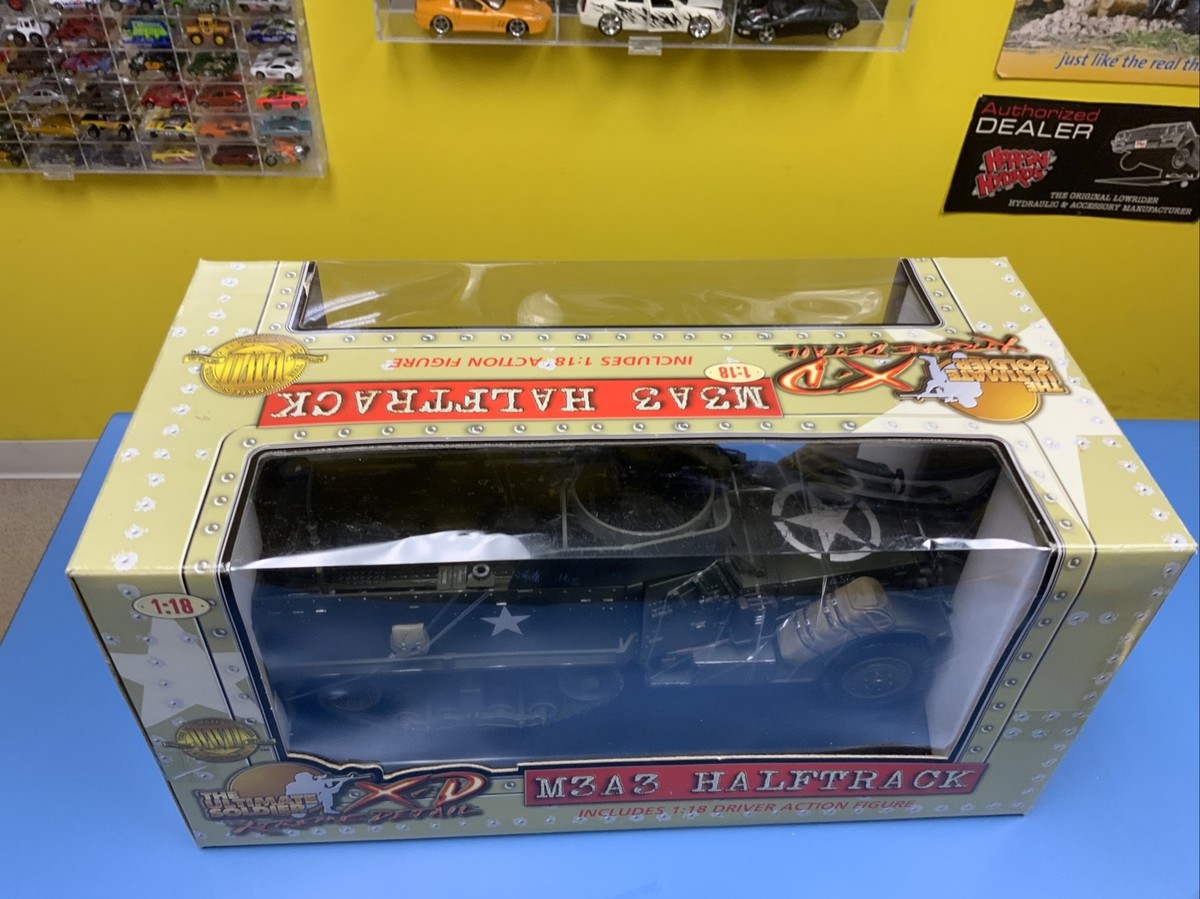 just like the real th
Authorized
DEALER
HOPPIN
HYDROS
THE ORIGINAL LOWRIDER
HYDRAULIC & ACCESSORY MANUFACTURER
THE
ULTIMATE
SOLDIER
X-D
XTREME DETAIL
INCLUDES 1:18 ACTION FIGURE
1:18
M3A3 HALFTRACK
1:18
THE
ULTIMATE
SOLDIER
X-D
XTREME DETAIL
M3A3 HALFTRACK
INCLUDES 1:18 DRIVER ACTION FIGURE